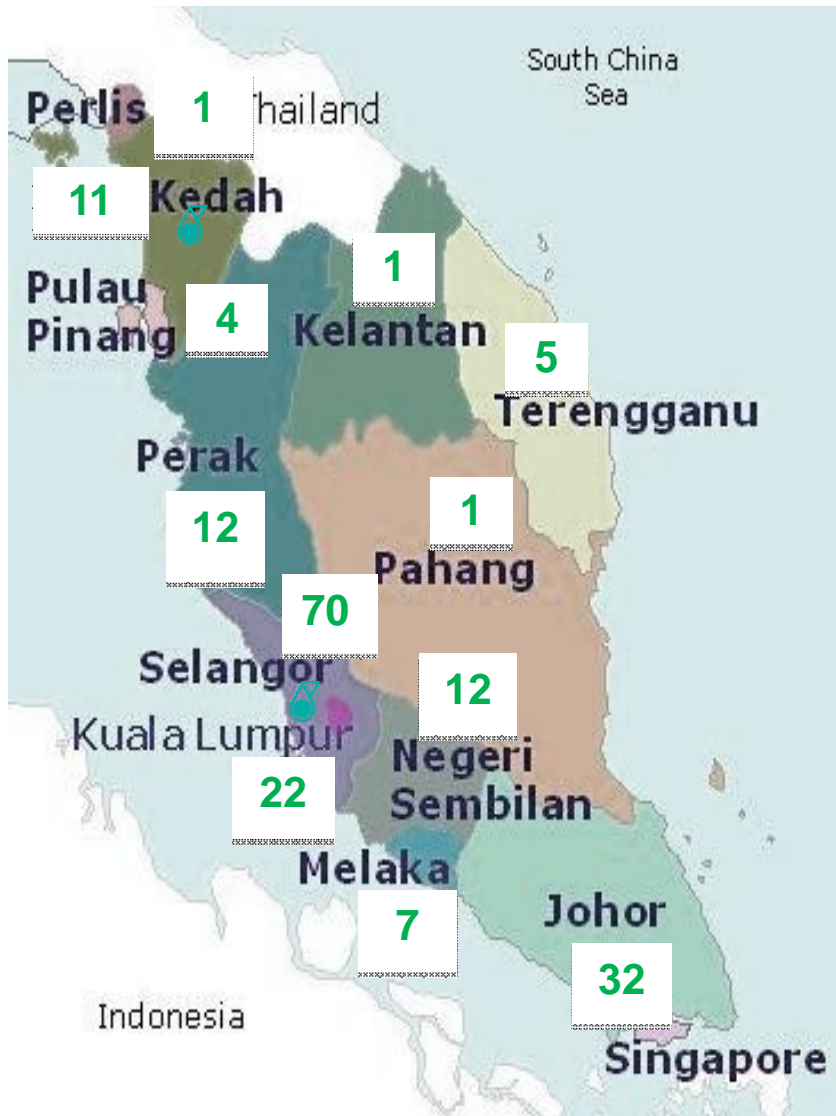 South China
Sea
Perlis
1
hailand
11
Kedah
1
Pulau
Pinang
4
Kelantan
5
Terengganu
Perak
12
1
Pahang
70
Selangor
12
Kuala Lumpur
Negeri
Sembilan
22
Melaka
7
Johor
32
Indonesia
Singapore